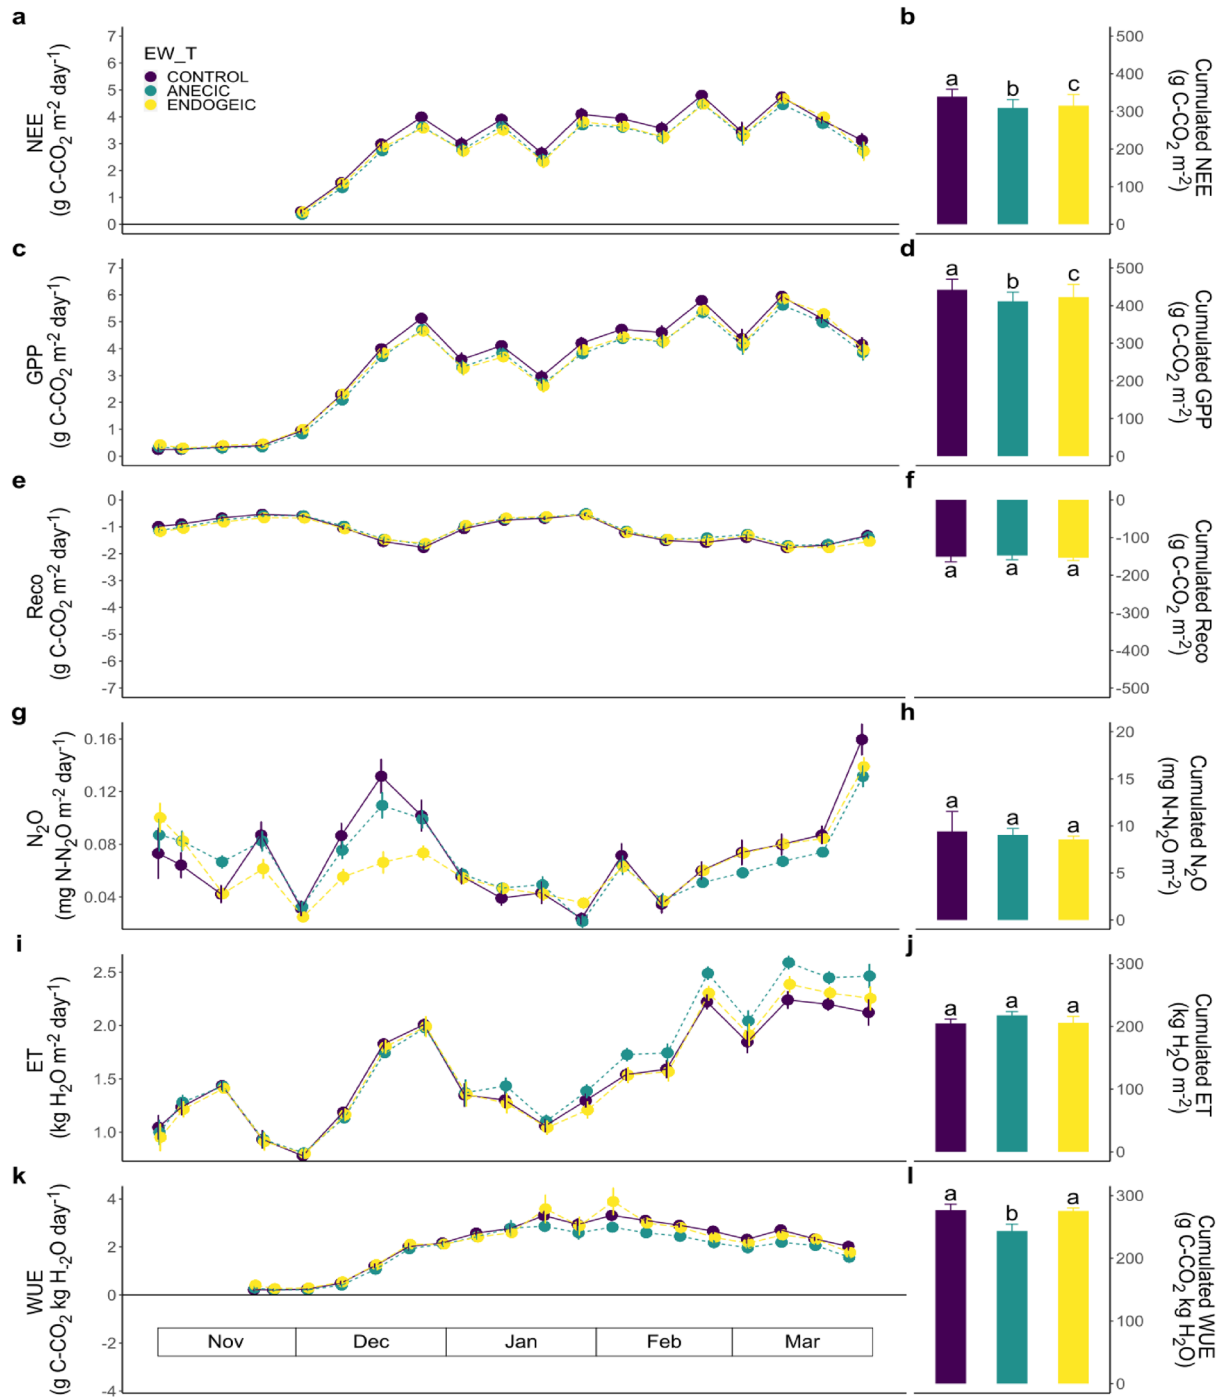 a
NEE
(g C-CO2 m-2 day-1)
7
6
5
4
3
2
1
0
EW_T
CONTROL
ANECIC
ENDOGEIC
b
a
b
c
500
400
300
200
100
0
Cumulated NEE
(g C-CO2 m-2)
c
GPP
(g C-CO2 m-2 day-1)
7
6
5
4
3
2
1
0
d
a
b
c
500
400
300
200
100
0
Cumulated GPP
(g C-CO2 m-2)
e
Reco
(g C-CO2 m-2 day-1)
0
-1
-2
-3
-4
-5
-6
-7
f
a
a
a
0
-100
-200
-300
-400
-500
Cumulated Reco
(g C-CO2 m-2)
g
N2O
(mg N-N2O m-2 day-1)
0.16
0.12
0.08
0.04
h
a
a
a
20
15
10
5
0
Cumulated N2O
(mg N-N2O m-2)
i
ET
(kg H2O m-2 day-1)
2.5
2.0
1.5
1.0
j
a
a
a
300
200
100
0
Cumulated ET
(kg H2O m-2)
k
WUE
(g C-CO2 kg H-2O day-1)
4
2
0
-2
-4
Nov
Dec
Jan
Feb
Mar
l
a
b
a
300
200
100
0
Cumulated WUE
(g C-CO2 kg H2O)